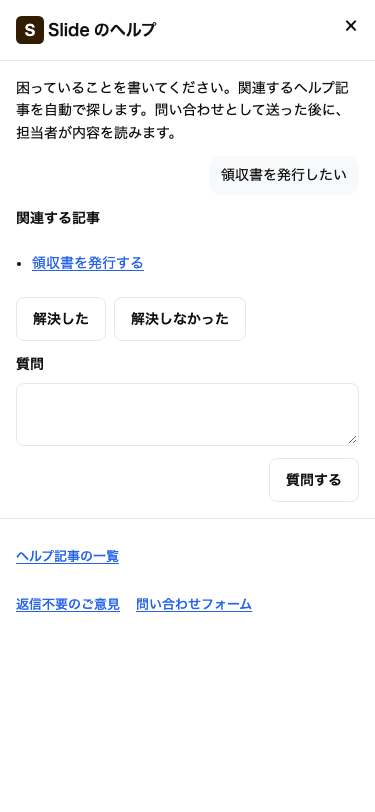 S Slide のヘルプ
×
困っていることを書いてください。関連するヘルプ記
事を自動で探します。問い合わせとして送った後に、
担当者が内容を読みます。
領収書を発行したい
関連する記事
• 領収書を発行する
解決した 解決しなかった
質問
質問する
ヘルプ記事の一覧
返信不要のご意見 問い合わせフォーム